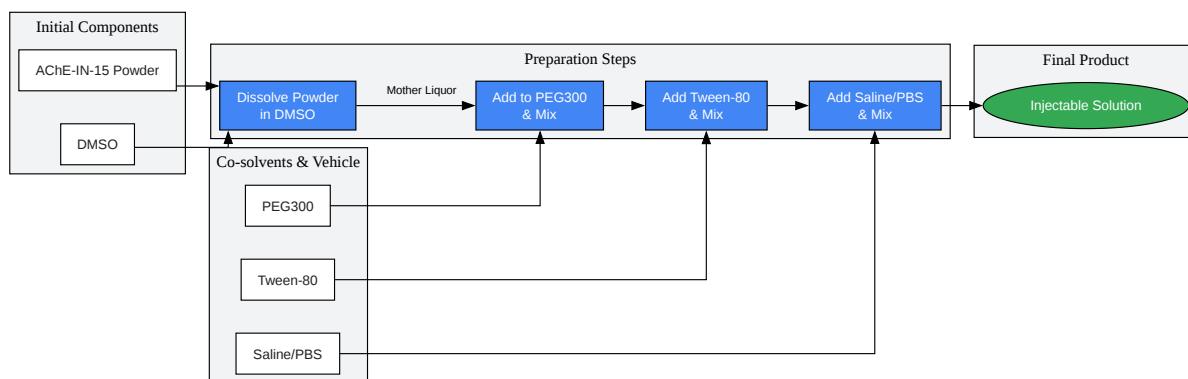 Initial Components
AChE-IN-15 Powder
DMSO
Preparation Steps
Dissolve Powder
in DMSO
Mother Liquor
Add to PEG300
& Mix
Add Tween-80
& Mix
Add Saline/PBS
& Mix
Final Product
Injectable Solution
Co-solvents & Vehicle
PEG300
Tween-80
Saline/PBS